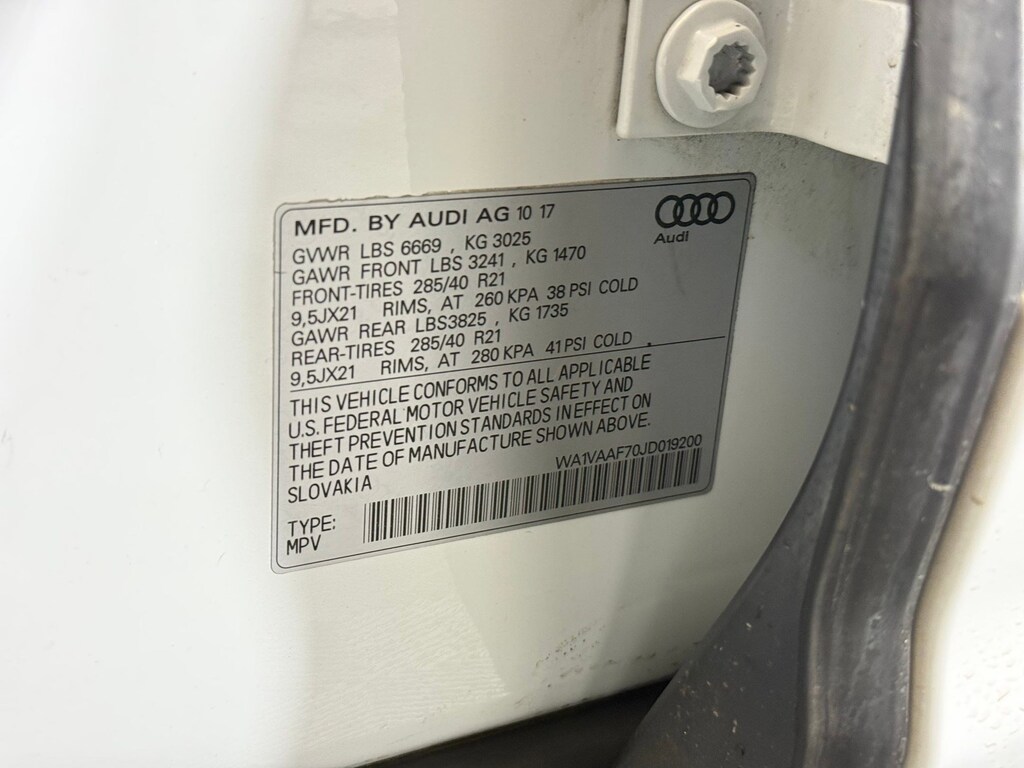 MFD. BY AUDI AG 10 17
Audi
GVWR LBS 6669 , KG 3025
GAWR FRONT LBS 3241 , KG 1470
FRONT-TIRES 285/40 R21
9,5JX21 RIMS, AT 260 KPA 38 PSI COLD
GAWR REAR LBS3825 , KG 1735
REAR-TIRES 285/40 R21
9,5JX21 RIMS, AT 280 KPA 41 PSI COLD .
THIS VEHICLE CONFORMS TO ALL APPLICABLE
U.S. FEDERAL MOTOR VEHICLE SAFETY AND
THEFT PREVENTION STANDARDS IN EFFECT ON
THE DATE OF MANUFACTURE SHOWN ABOVE.
SLOVAKIA
WA1VAAF70JD019200
TYPE:
MPV